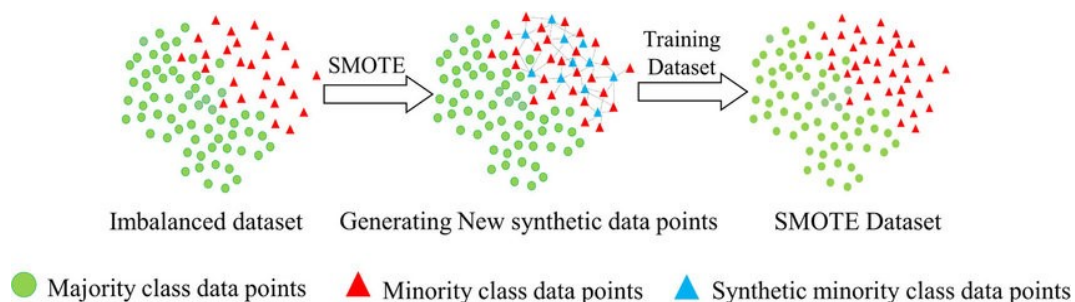 SMOTE
Training
Dataset
Imbalanced dataset
Generating New synthetic data points
SMOTE Dataset
Majority class data points
Minority class data points
Synthetic minority class data points